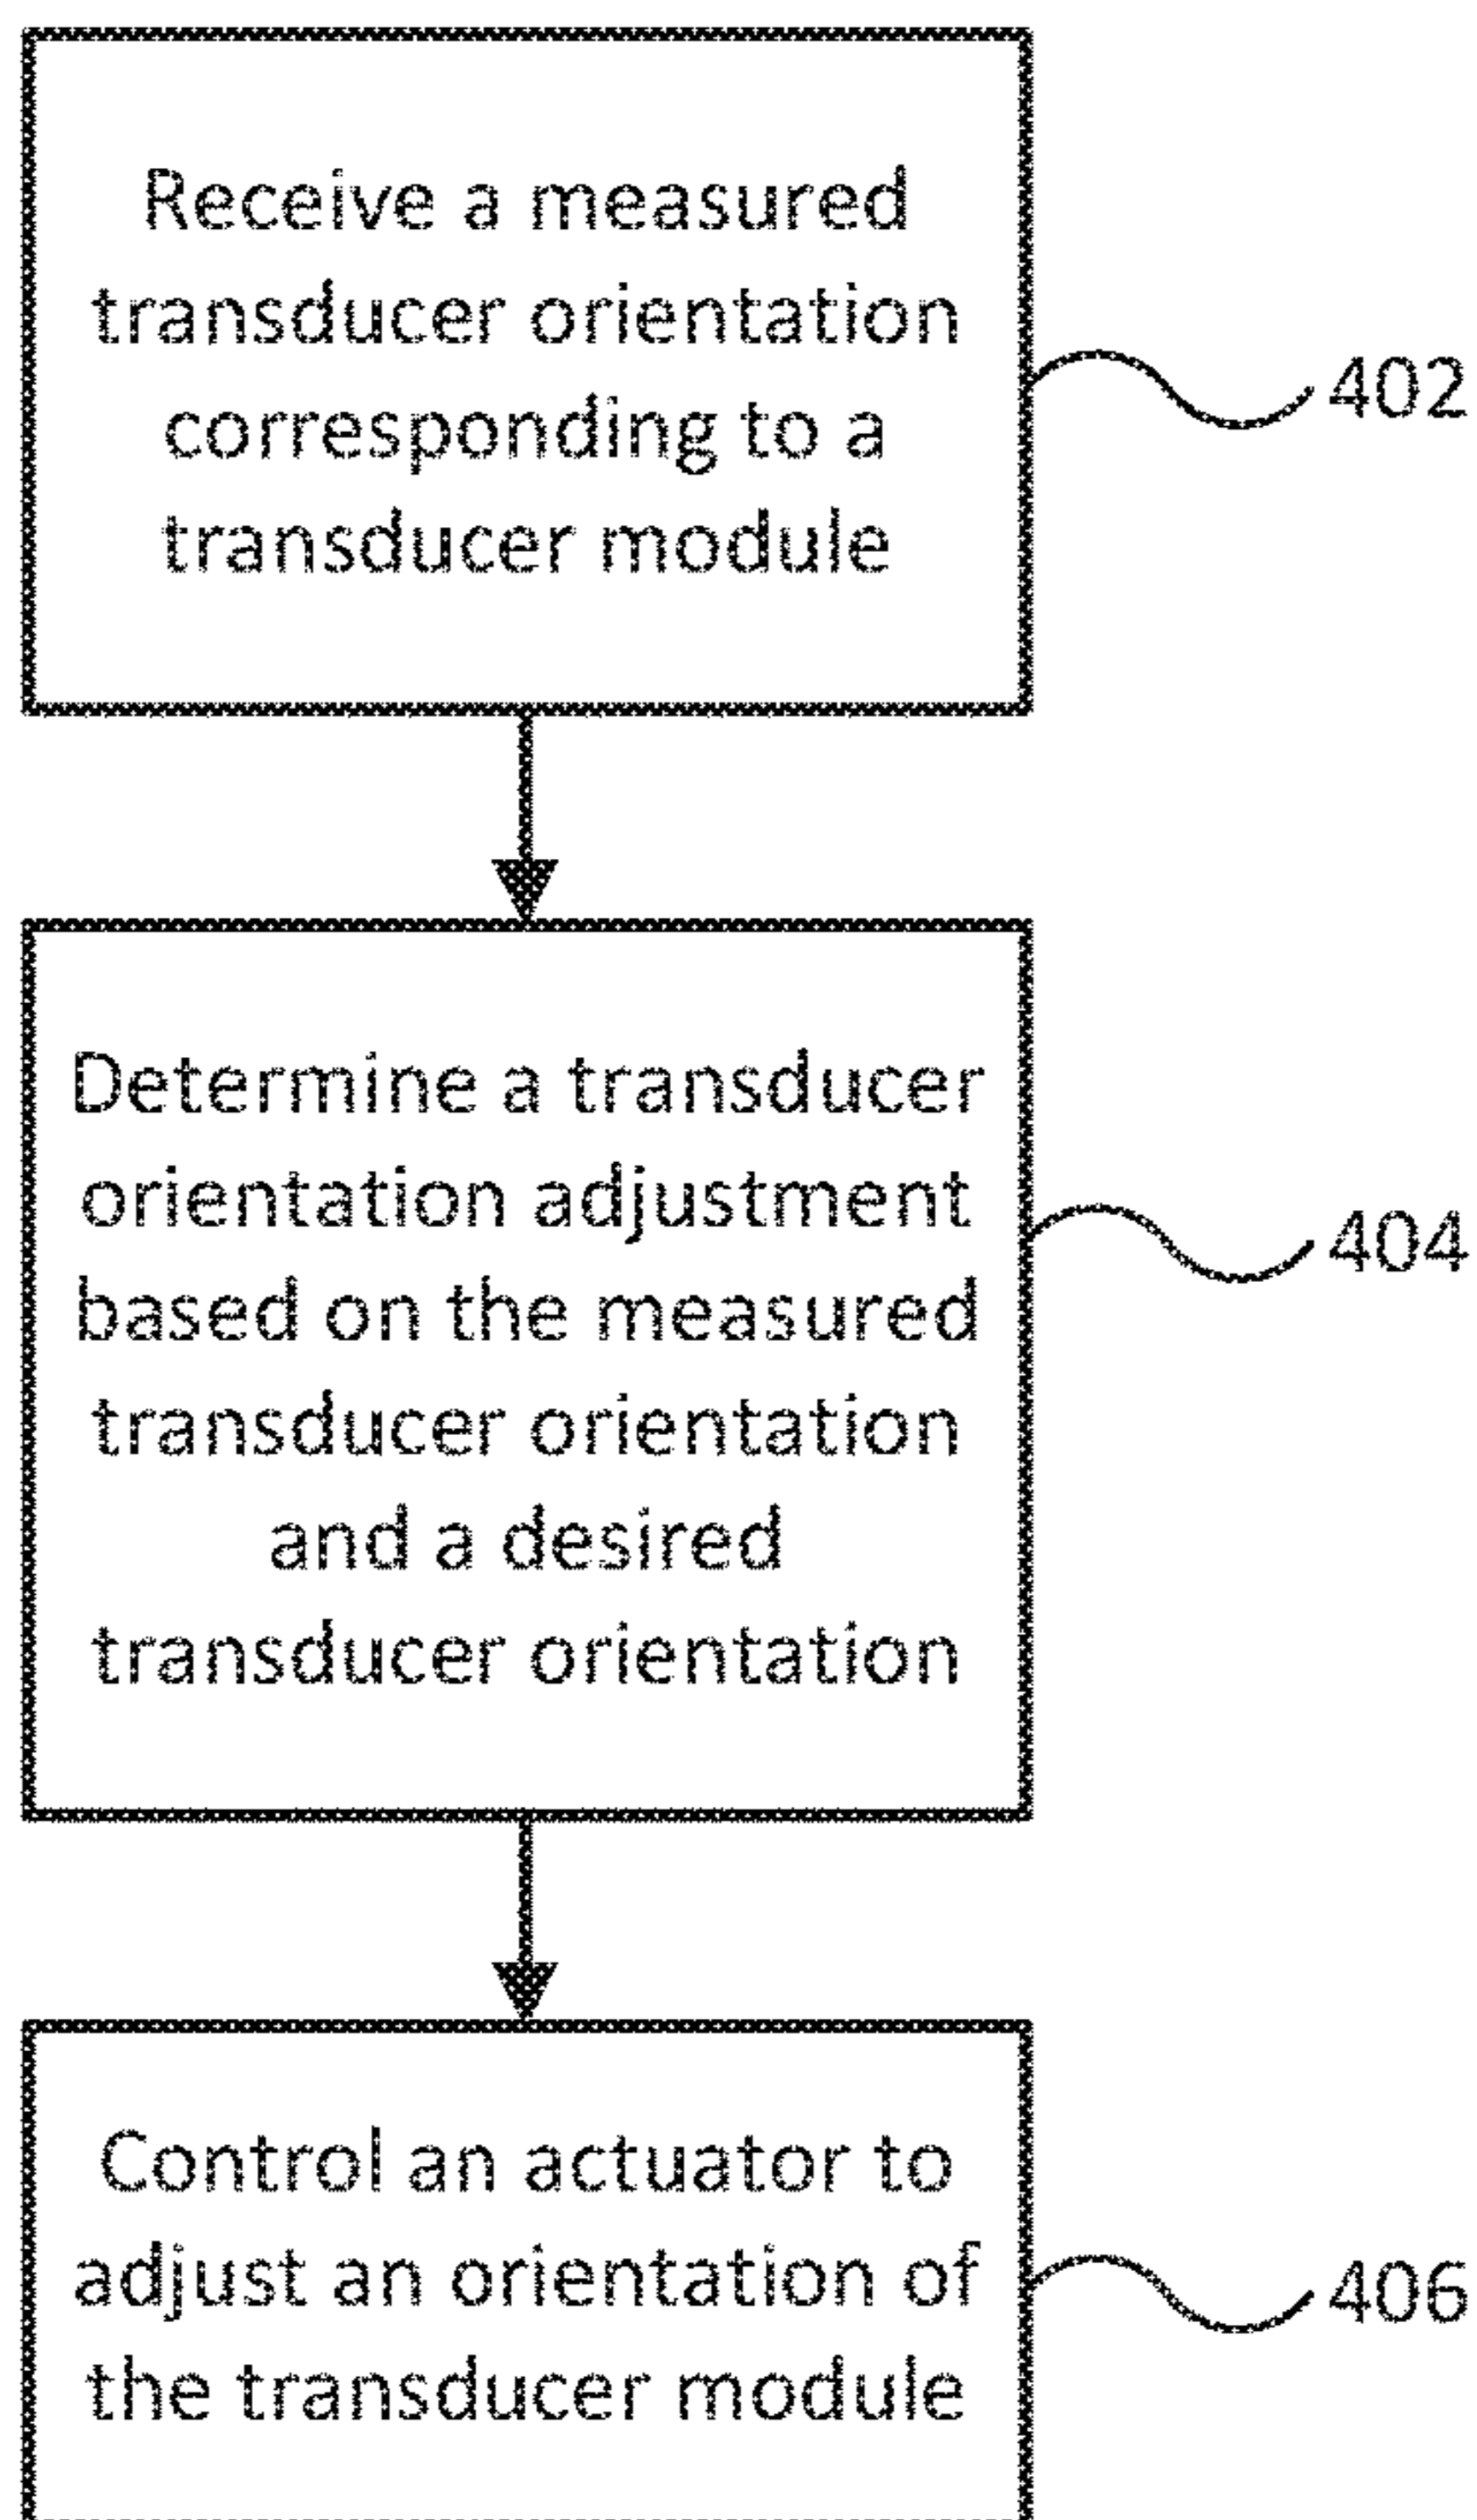 Receive a measured
transducer orientation
corresponding to a
transducer module
402
Determine a transducer
orientation adjustment
based on the measured
transducer orientation
and a desired
transducer orientation
404
Control an actuator to
adjust an orientation of
the transducer module
406